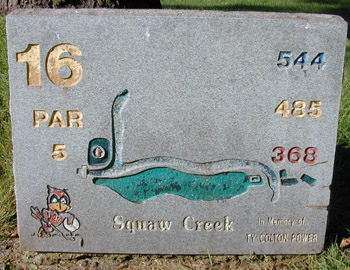 16
PAR
5
544
485
368
Squaw Creek
In Memory of
TY COLTON POWER